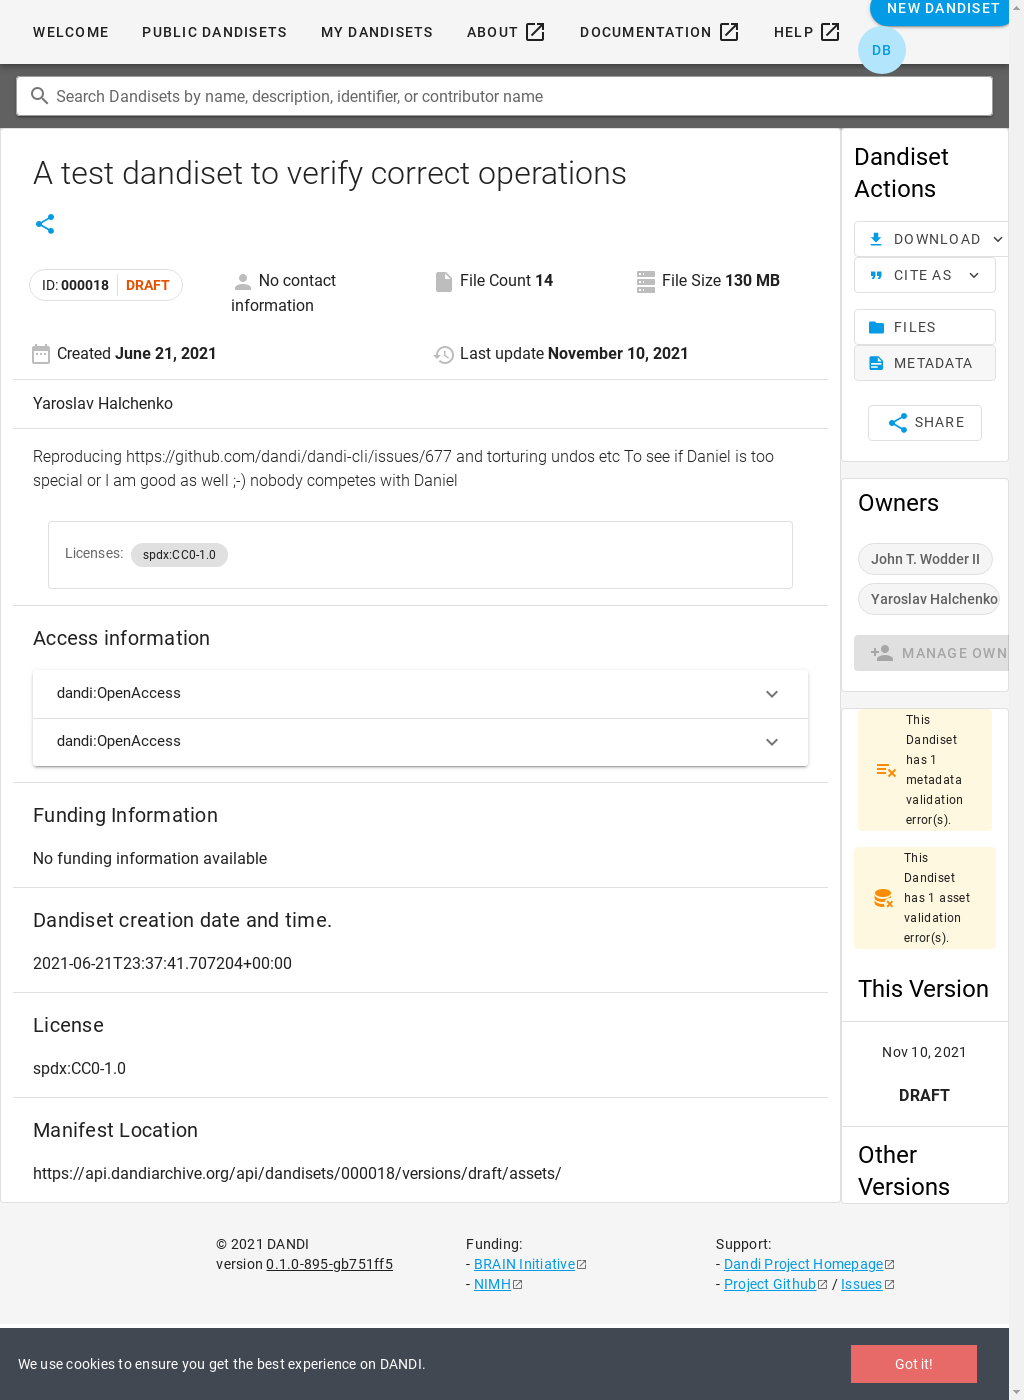 WELCOME
PUBLIC DANDISETS
MY DANDISETS
ABOUT
DOCUMENTATION
HELP
NEW DANDISET
DB
Search Dandisets by name, description, identifier, or contributor name
A test dandiset to verify correct operations
ID: 000018 DRAFT
No contact
information
File Count 14
File Size 130 MB
Created June 21, 2021
Last update November 10, 2021
Yaroslav Halchenko
Reproducing https://github.com/dandi/dandi-cli/issues/677 and torturing undos etc To see if Daniel is too
special or I am good as well ;-) nobody competes with Daniel
Licenses: spdx:CC0-1.0
Access information
dandi:OpenAccess
dandi:OpenAccess
Funding Information
No funding information available
Dandiset creation date and time.
2021-06-21T23:37:41.707204+00:00
License
spdx:CC0-1.0
Manifest Location
https://api.dandiarchive.org/api/dandisets/000018/versions/draft/assets/
Dandiset
Actions
DOWNLOAD
CITE AS
FILES
METADATA
SHARE
Owners
John T. Wodder II
Yaroslav Halchenko
MANAGE OWN
This
Dandiset
has 1
metadata
validation
error(s).
This
Dandiset
has 1 asset
validation
error(s).
This Version
Nov 10, 2021
DRAFT
Other
Versions
© 2021 DANDI
version 0.1.0-895-gb751ff5
Funding:
- BRAIN Initiative
- NIMH
Support:
- Dandi Project Homepage
- Project Github / Issues
We use cookies to ensure you get the best experience on DANDI.
Got it!